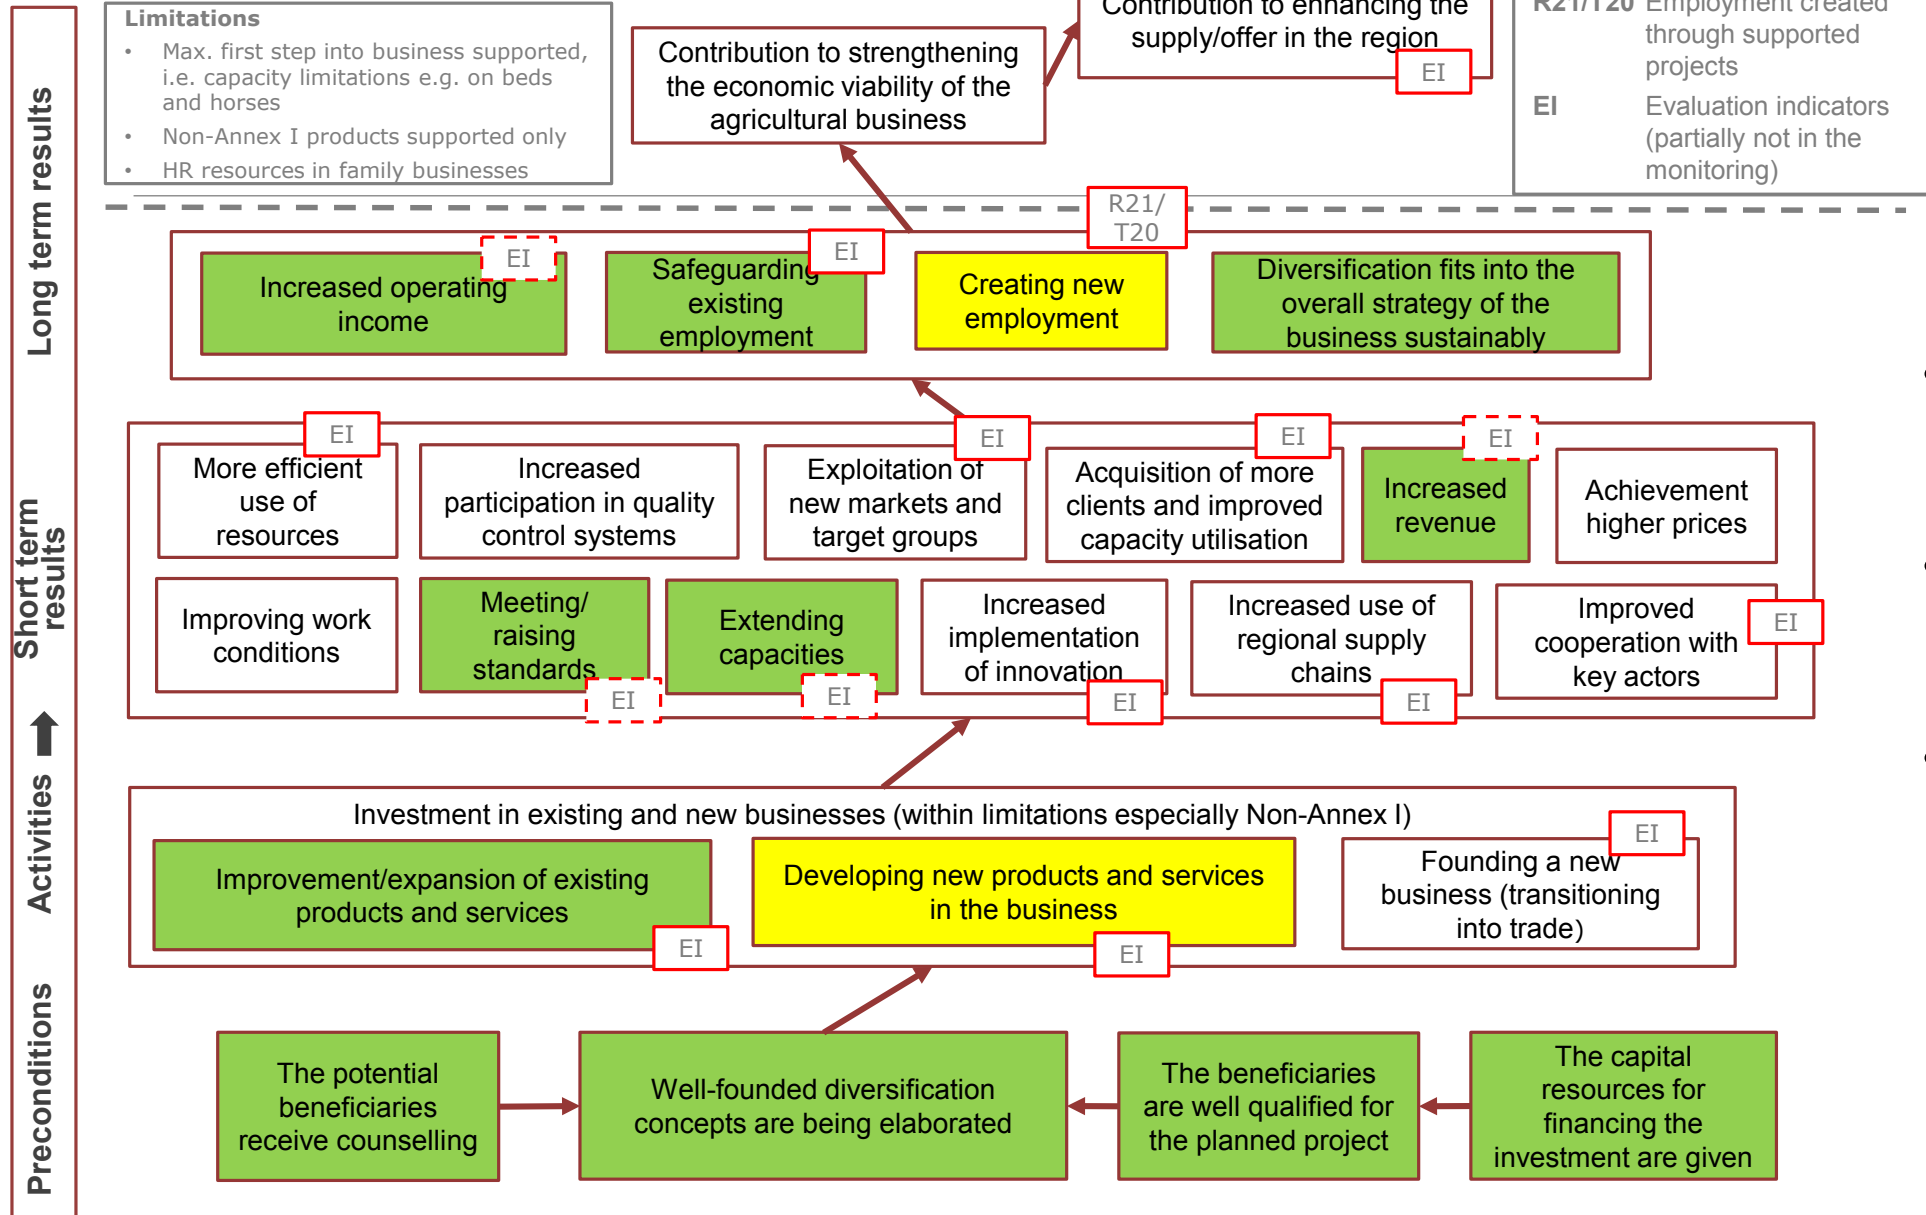 Limitations
• Max. first step into business supported,
i.e. capacity limitations e.g. on beds
and horses
• Non-Annex I products supported only
• HR resources in family businesses
Contribution to strengthening
the economic viability of the
agricultural business
Contribution to enhancing the
supply/offer in the region
EI
R21/T20 Employment created
through supported
projects
EI Evaluation indicators
(partially not in the
monitoring)
Long term results
R21/
T20
EI
Increased operating
income
EI
Safeguarding
existing
employment
Creating new
employment
Diversification fits into the
overall strategy of the
business sustainably
Short term
results
EI
More efficient
use of
resources
Increased
participation in quality
control systems
EI
Exploitation of
new markets and
target groups
EI
Acquisition of more
clients and improved
capacity utilisation
EI
Increased
revenue
Achievement
higher prices
Improving work
conditions
Meeting/
raising
standards
EI
Extending
capacities
EI
Increased
implementation
of innovation
EI
Increased use of
regional supply
chains
EI
Improved
cooperation with
key actors
EI
Activities
Investment in existing and new businesses (within limitations especially Non-Annex I)
Improvement/expansion of existing
products and services
EI
Developing new products and services
in the business
EI
EI
Founding a new
business (transitioning
into trade)
Preconditions
The potential
beneficiaries
receive counselling
Well-founded diversification
concepts are being elaborated
The beneficiaries
are well qualified for
the planned project
The capital
resources for
financing the
investment are given